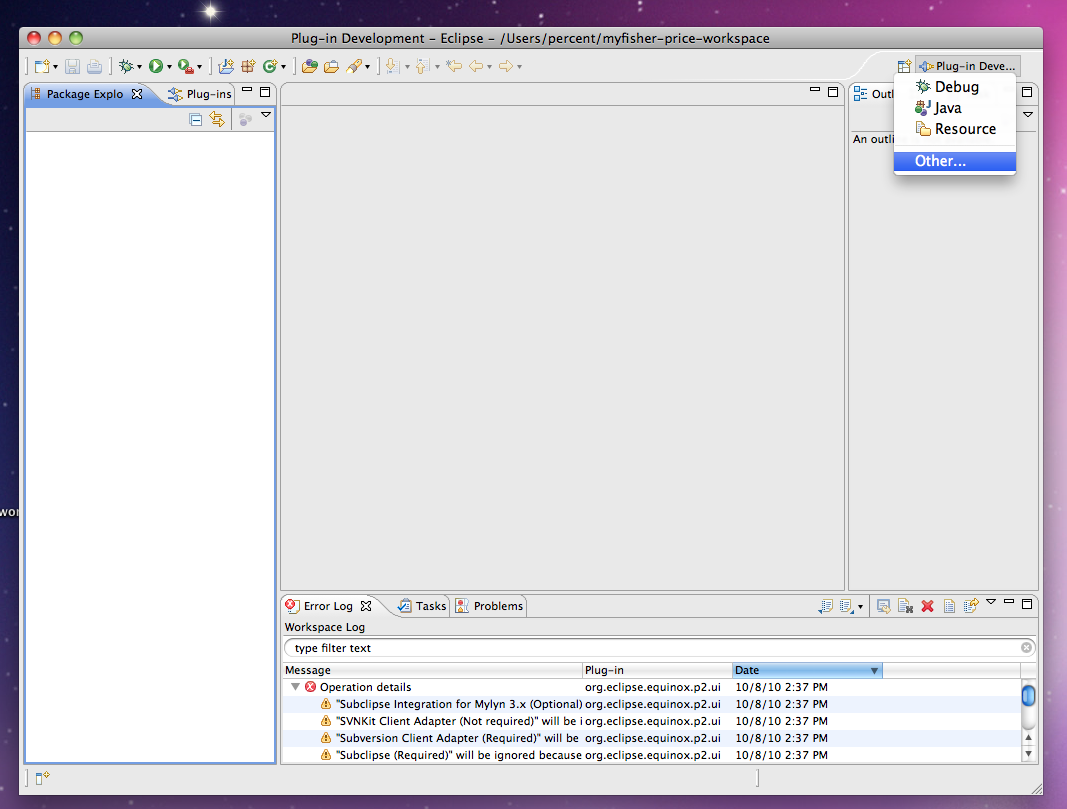 Plug-in Development – Eclipse – /Users/percent/myfisher-price-workspace
Plug-in Deve...
Debug
Java
Resource
Other...
Package Explo
Plug-ins
Outl
An outli
wor
Error Log
Tasks
Problems
Workspace Log
type filter text
Message Plug-in Date
Operation details org.eclipse.equinox.p2.ui 10/8/10 2:37 PM
"Subclipse Integration for Mylyn 3.x (Optional) org.eclipse.equinox.p2.ui 10/8/10 2:37 PM
"SVNKit Client Adapter (Not required)" will be i org.eclipse.equinox.p2.ui 10/8/10 2:37 PM
"Subversion Client Adapter (Required)" will be org.eclipse.equinox.p2.ui 10/8/10 2:37 PM
"Subclipse (Required)" will be ignored because org.eclipse.equinox.p2.ui 10/8/10 2:37 PM